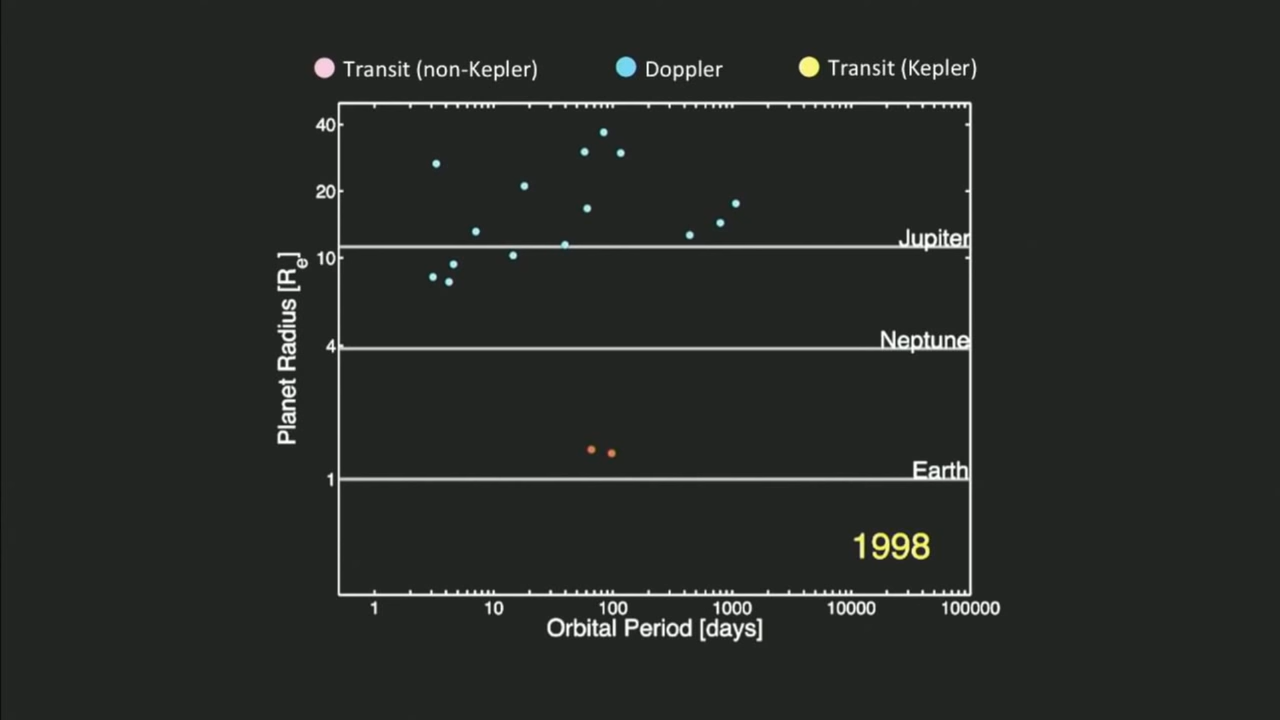 Transit (non-Kepler) Doppler Transit (Kepler)
40
20
Jupiter
10
Neptune
4
Earth
1
1998
1 10 100 1000 10000 100000
Orbital Period [days]
Planet Radius [Re]